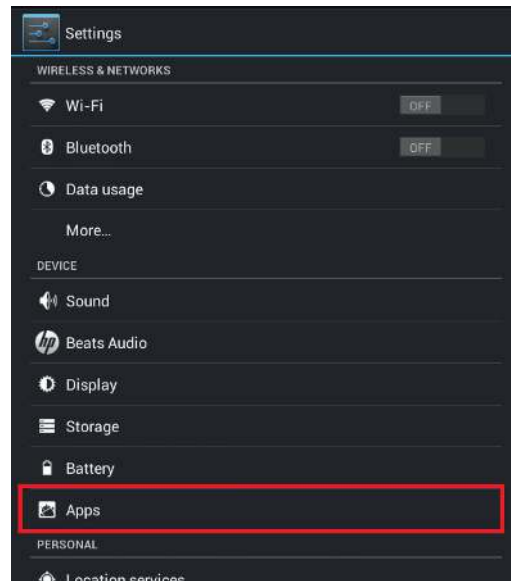 Settings
WIRELESS & NETWORKS
Wi-Fi OFF
Bluetooth OFF
Data usage
More...
DEVICE
Sound
hp Beats Audio
Display
Storage
Battery
Apps
PERSONAL
Location services